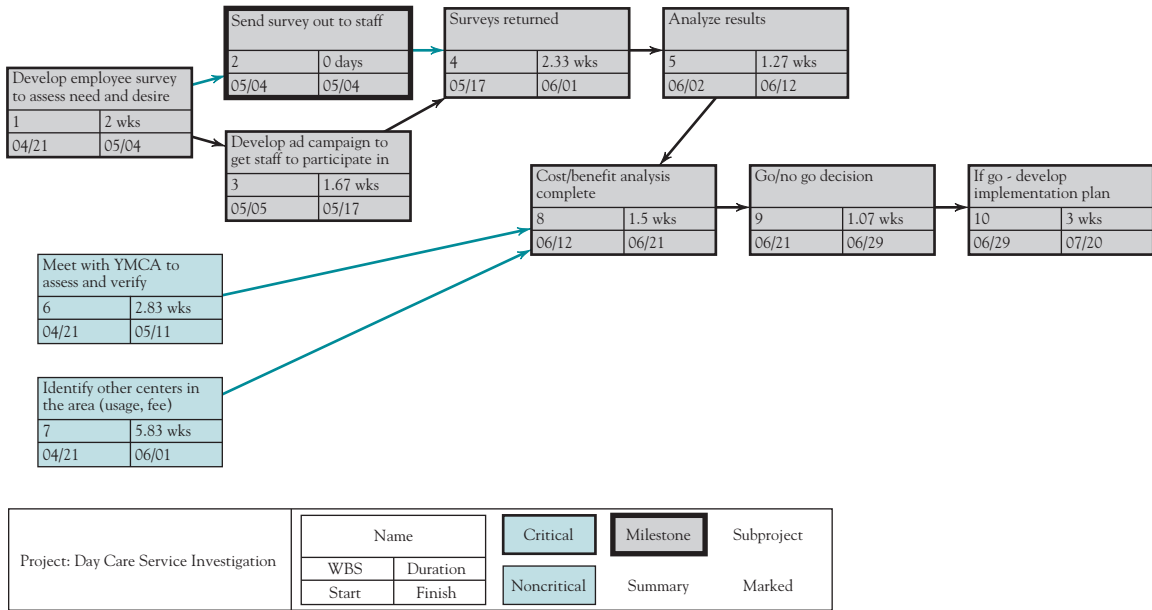 Send survey out to staff
2 0 days
05/04 05/04
Surveys returned
4 2.33 wks
05/17 06/01
Analyze results
5 1.27 wks
06/02 06/12
Develop employee survey
to assess need and desire
1 2 wks
04/21 05/04
Develop ad campaign to
get staff to participate in
3 1.67 wks
05/05 05/17
Cost/benefit analysis
complete
8 1.5 wks
06/12 06/21
Go/no go decision
9 1.07 wks
06/21 06/29
If go - develop
implementation plan
10 3 wks
06/29 07/20
Meet with YMCA to
assess and verify
6 2.83 wks
04/21 05/11
Identify other centers in
the area (usage, fee)
7 5.83 wks
04/21 06/01
Project: Day Care Service Investigation
Name
WBS Duration
Start Finish
Critical Milestone Subproject
Noncritical Summary Marked